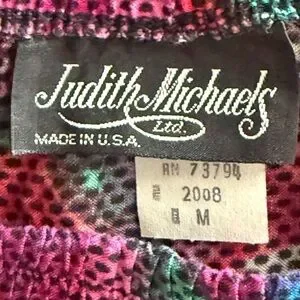 Judith Michaels
Ltd.
MADE IN U.S.A.
RN 73794
2008
M